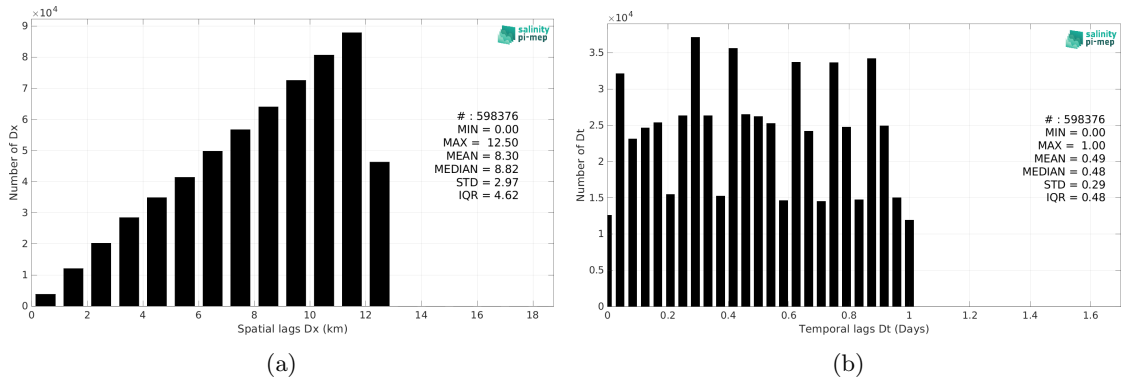 ×10⁴
9
8
7
6
5
4
3
2
1
0
Number of Dx
0 2 4 6 8 10 12 14 16 18
Spatial lags Dx (km)
salinity
pi-mep
# : 598376
MIN = 0.00
MAX = 12.50
MEAN = 8.30
MEDIAN = 8.82
STD = 2.97
IQR = 4.62
(a)
×10⁴
3.5
3
2.5
2
1.5
1
0.5
0
Number of Dt
0 0.2 0.4 0.6 0.8 1 1.2 1.4 1.6
Temporal lags Dt (Days)
salinity
pi-mep
# : 598376
MIN = 0.00
MAX = 1.00
MEAN = 0.49
MEDIAN = 0.48
STD = 0.29
IQR = 0.48
(b)